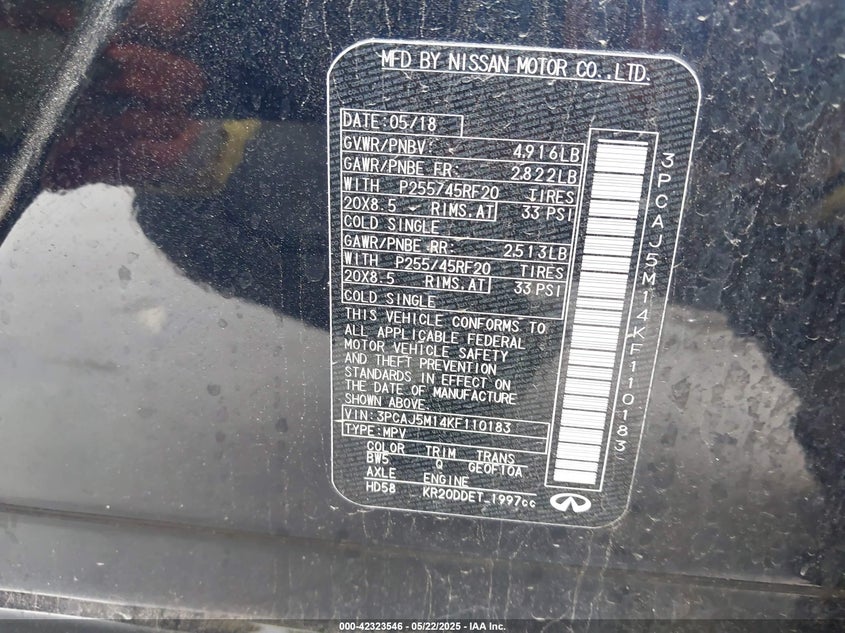 MFD BY NISSAN MOTOR CO.,LTD.
DATE:05/18
GVWR/PNBV: 4,916LB
GAWR/PNBE FR: 2,822LB
WITH P255/45RF20 TIRES
20X8.5 RIMS,AT 33 PSI
COLD SINGLE
GAWR/PNBE RR: 2,513LB
WITH P255/45RF20 TIRES
20X8.5 RIMS,AT 33 PSI
COLD SINGLE
THIS VEHICLE CONFORMS TO
ALL APPLICABLE FEDERAL
MOTOR VEHICLE SAFETY
AND THEFT PREVENTION
STANDARDS IN EFFECT ON
THE DATE OF MANUFACTURE
SHOWN ABOVE.
VIN:3PCAJ5M14KF110183
TYPE:MPV
COLOR TRIM TRANS
BW5 Q GEOF10A
AXLE ENGINE
HD58 KR20DDET 1997cc
3PCAJ5M14KF110183
000-42323546 - 05/22/2025 - IAA Inc.